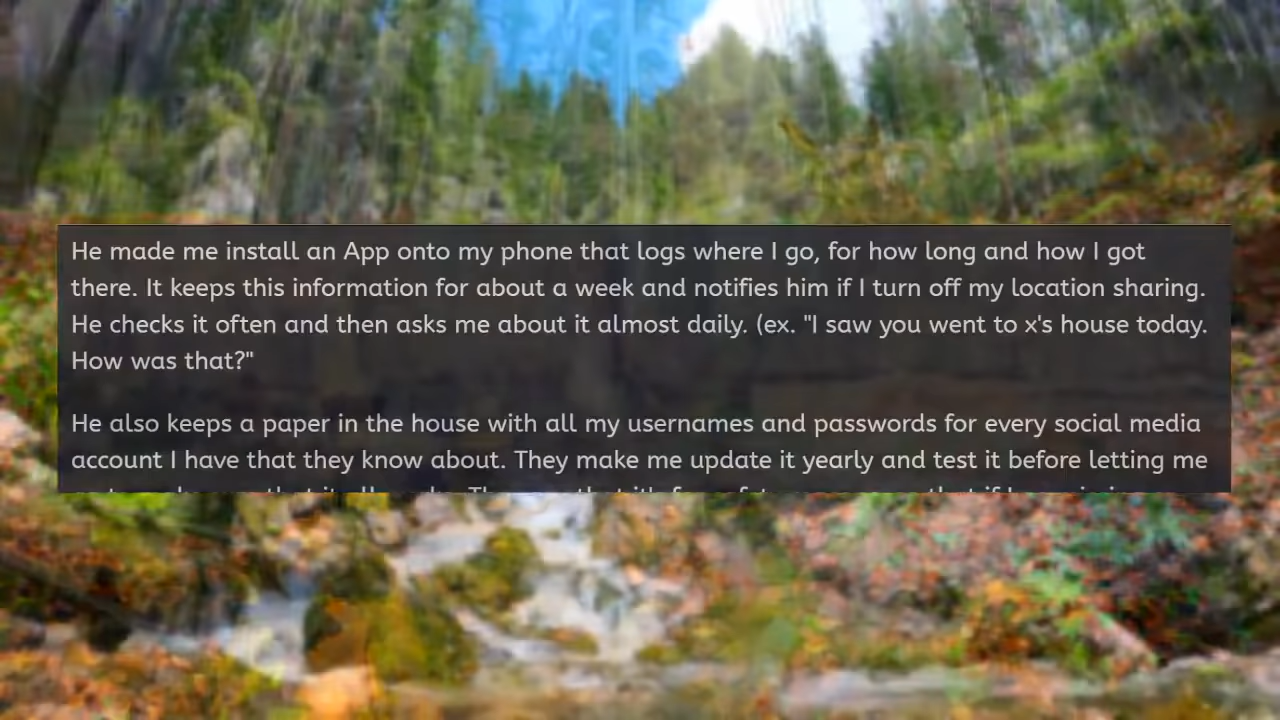 He made me install an App onto my phone that logs where I go, for how long and how I got
there. It keeps this information for about a week and notifies him if I turn off my location sharing.
He checks it often and then asks me about it almost daily. (ex. "I saw you went to x's house today.
How was that?"
He also keeps a paper in the house with all my usernames and passwords for every social media
account I have that they know about. They make me update it yearly and test it before letting me